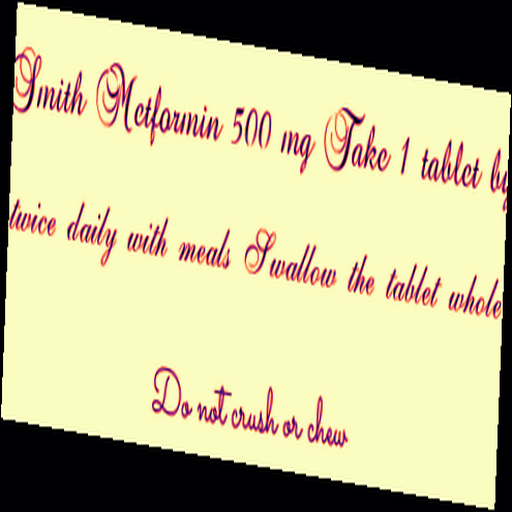 Smith Metformin 500 mg Take 1 tablet by
twice daily with meals Swallow the tablet whole
Do not crush or chew